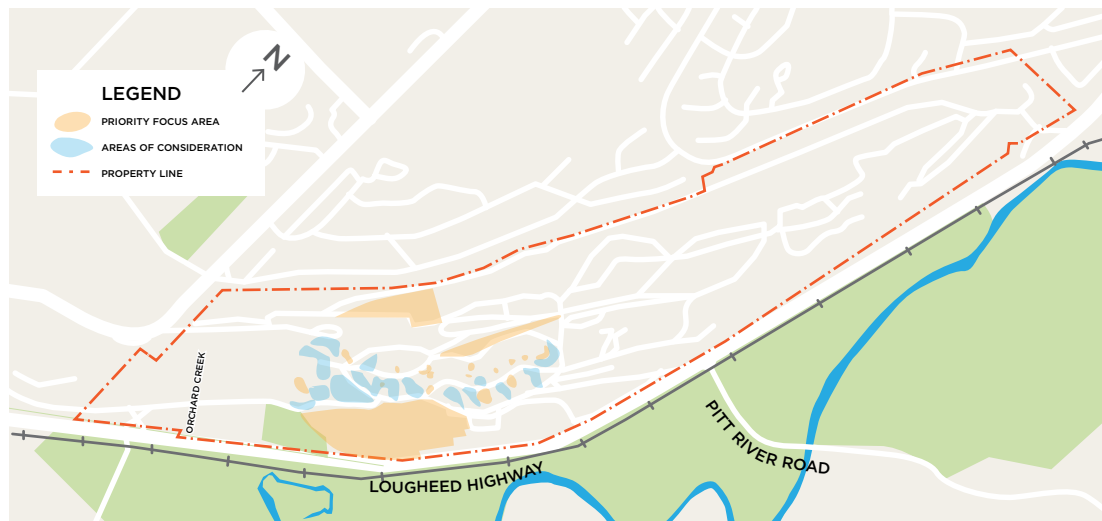 N
LEGEND
PRIORITY FOCUS AREA
AREAS OF CONSIDERATION
PROPERTY LINE
ORCHARD CREEK
LOUGHEED HIGHWAY
PITT RIVER ROAD